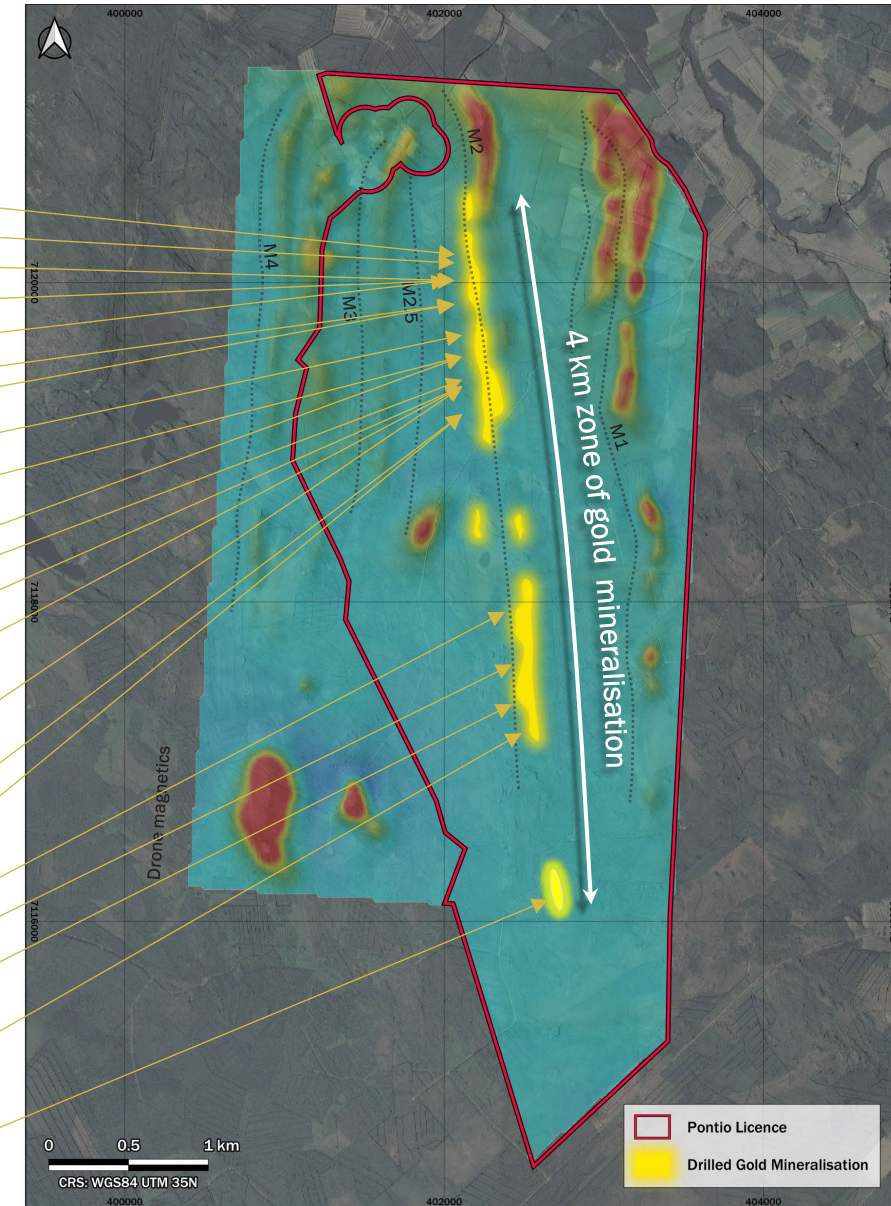 400000
402000
404000
M2
M4
7120000
M3
M2.5
4 km zone of gold mineralisation
M1
7118000
Drone magnetics
7116000
0 0.5 1 km
CRS: WGS84 UTM 35N
Pontio Licence
Drilled Gold Mineralisation
400000
402000
404000